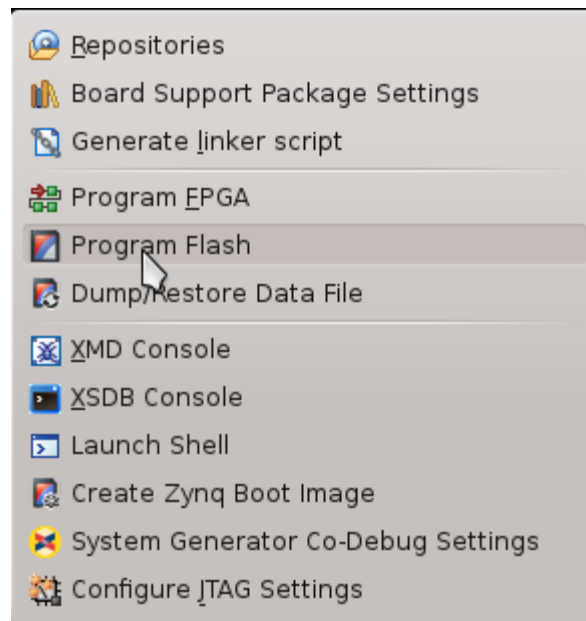 Repositories
Board Support Package Settings
Generate linker script
Program FPGA
Program Flash
Dump/Restore Data File
XMD Console
XSDB Console
Launch Shell
Create Zynq Boot Image
System Generator Co-Debug Settings
Configure JTAG Settings